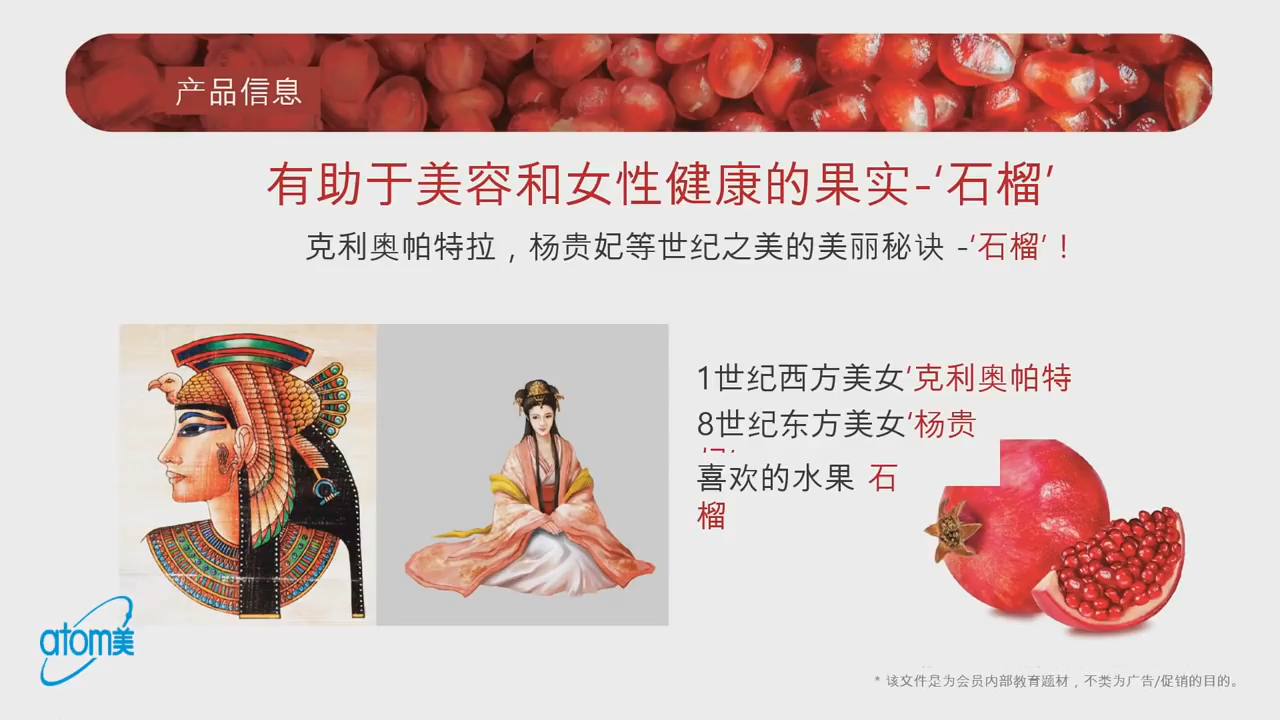 产品信息
有助于美容和女性健康的果实-‘石榴’
克利奥帕特拉，杨贵妃等世纪之美的美丽秘诀 -‘石榴’！
1世纪西方美女‘克利奥帕特
8世纪东方美女‘杨贵
喜欢的水果 石
榴
atom美
* 该文件是为会员内部教育题材，不类为广告/促销的目的。